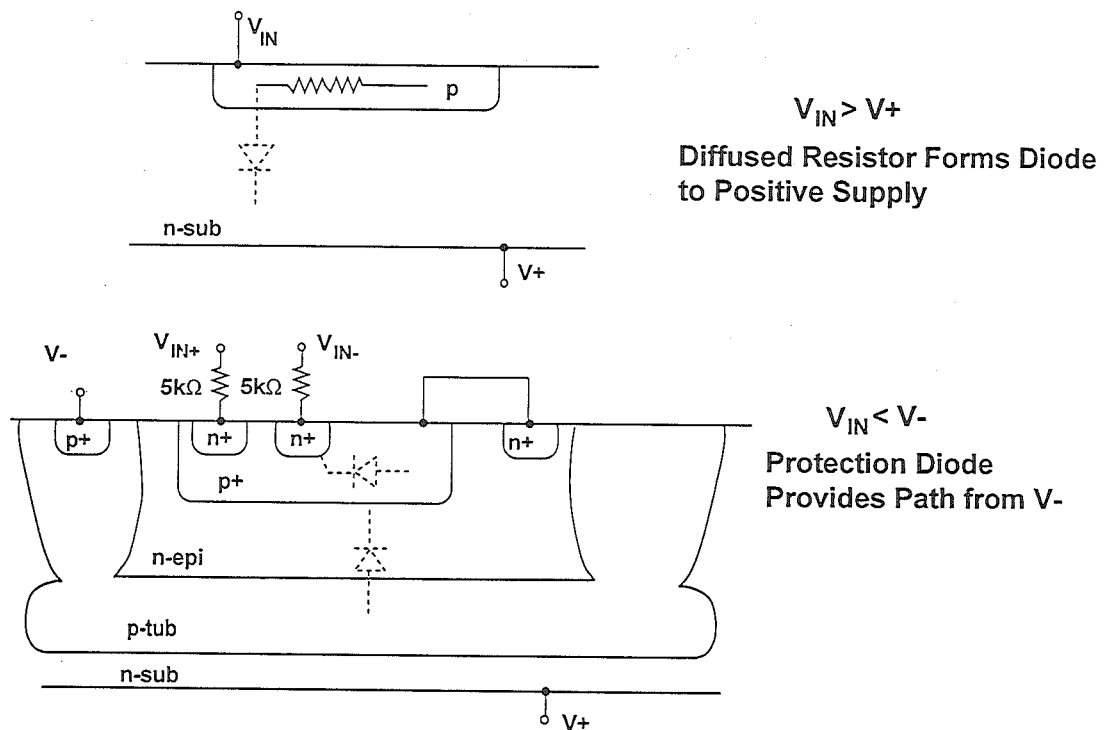 V_IN
p
n-sub
V+
V_IN > V+
Diffused Resistor Forms Diode
to Positive Supply
V-
V_IN+
V_IN-
5kΩ
5kΩ
p+
n+
n+
n+
p+
n-epi
p-tub
n-sub
V+
V_IN < V-
Protection Diode
Provides Path from V-